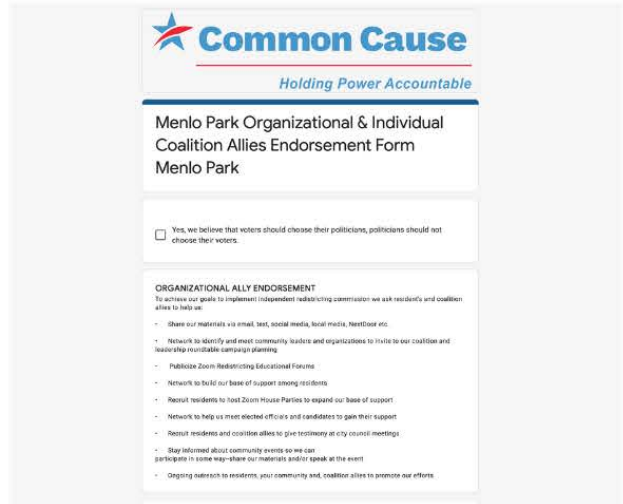 Common Cause
Holding Power Accountable
Menlo Park Organizational & Individual
Coalition Allies Endorsement Form
Menlo Park
Yes, we believe that voters should choose their politicians, politicians should not
choose their voters.
ORGANIZATIONAL ALLY ENDORSEMENT
To achieve our goals to implement independent redistricting commission we ask resident's and coalition
allies to help us:
- Share our materials via email, text, social media, local media, NextDoor etc.
- Network to identify and meet community leaders and organizations to invite to our coalition and
leadership roundtable campaign planning
- Publicize Zoom Redistricting Educational Forums
- Network to build our base of support among residents
- Recruit residents to host Zoom House Parties to expand our base of support
- Network to help us meet elected officials and candidates to gain their support
- Recruit residents and coalition allies to give testimony at city council meetings
- Stay informed about community events so we can
participate in some way–share our materials and/or speak at the event
- Ongoing outreach to residents, your community and, coalition allies to promote our efforts.